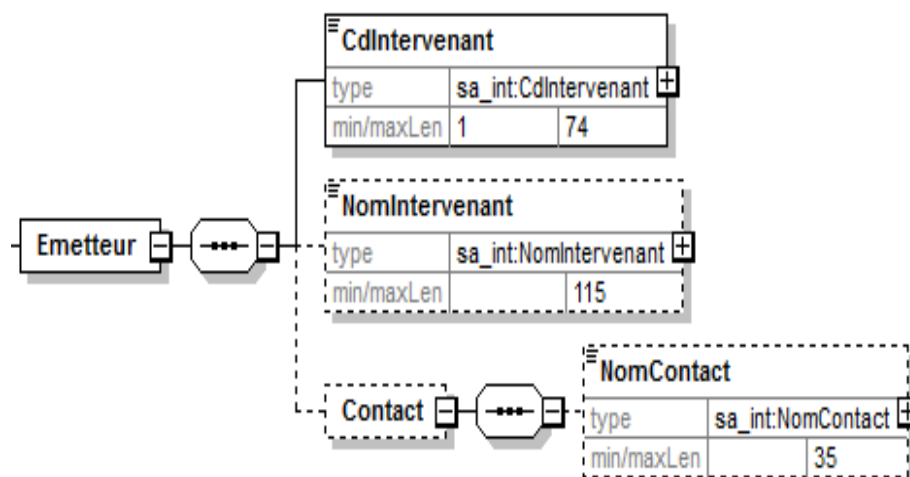 CdIntervenant
type sa_int:CdIntervenant
min/maxLen 1 74
NomIntervenant
Emetteur
type sa_int:NomIntervenant
min/maxLen 115
NomContact
Contact
type sa_int:NomContact
min/maxLen 35